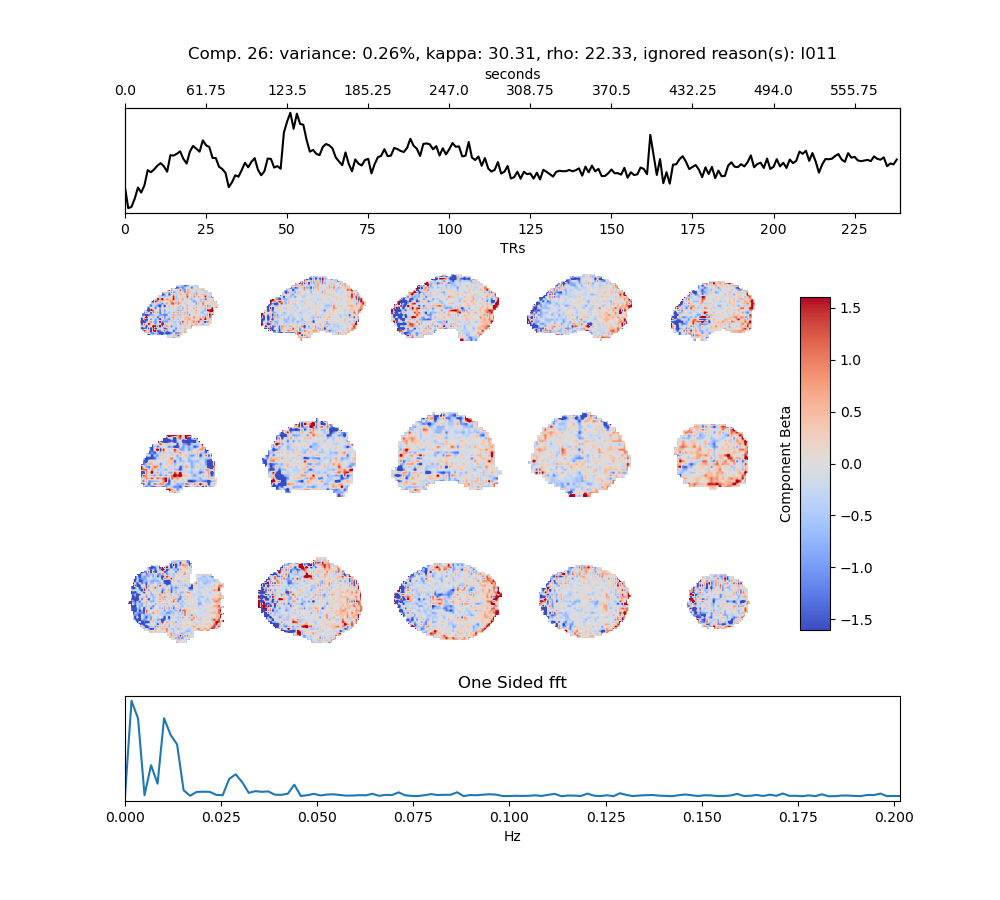 Comp. 26: variance: 0.26%, kappa: 30.31, rho: 22.33, ignored reason(s): I011
seconds
0.0 61.75 123.5 185.25 247.0 308.75 370.5 432.25 494.0 555.75
0 25 50 75 100 125 150 175 200 225
TRs
1.5
1.0
0.5
0.0
−0.5
−1.0
−1.5
Component Beta
One Sided fft
0.000 0.025 0.050 0.075 0.100 0.125 0.150 0.175 0.200
Hz